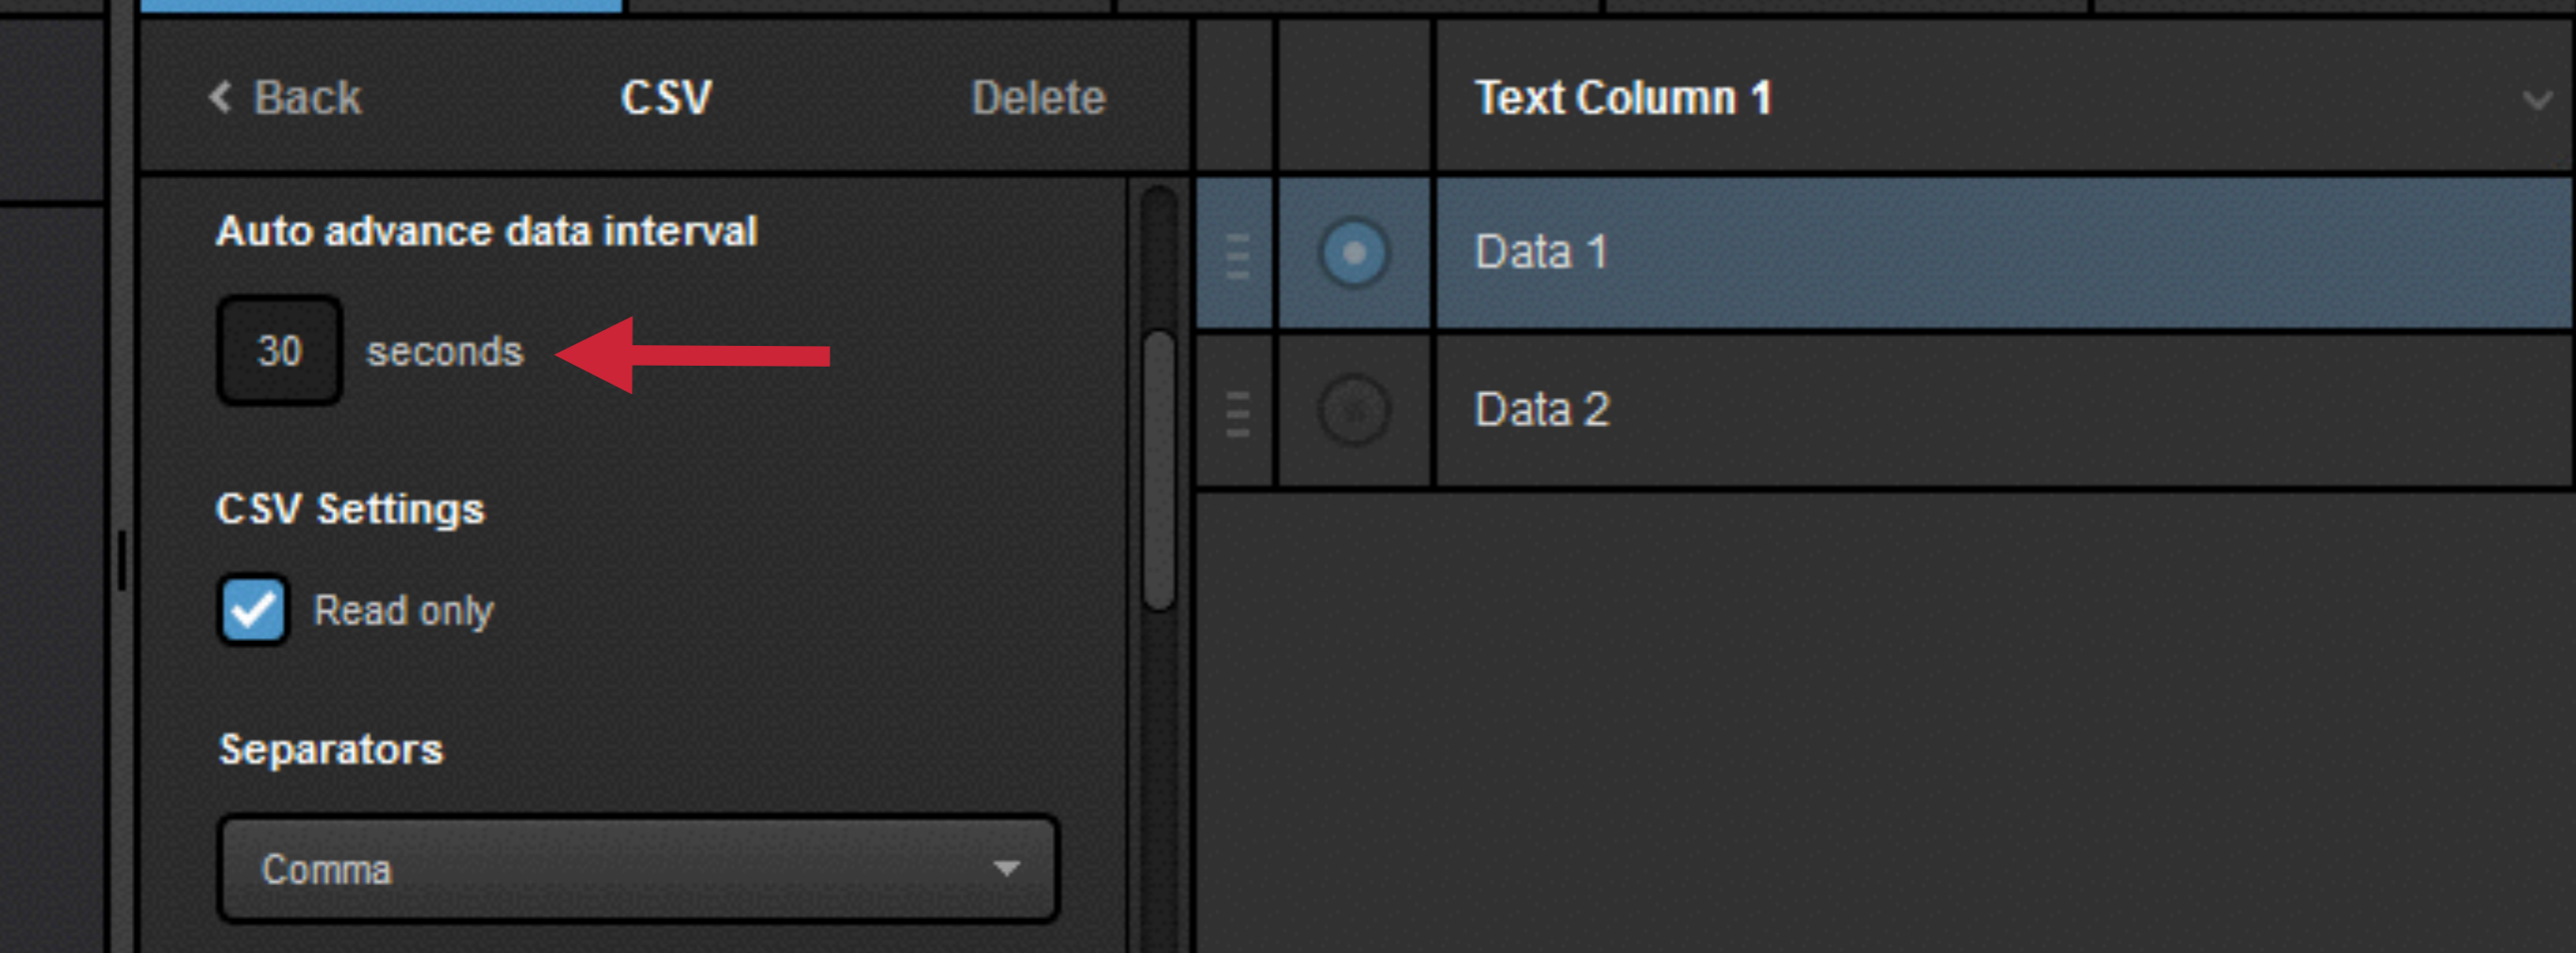 Back CSV Delete
Auto advance data interval
30 seconds
CSV Settings
Read only
Separators
Comma
Text Column 1
Data 1
Data 2